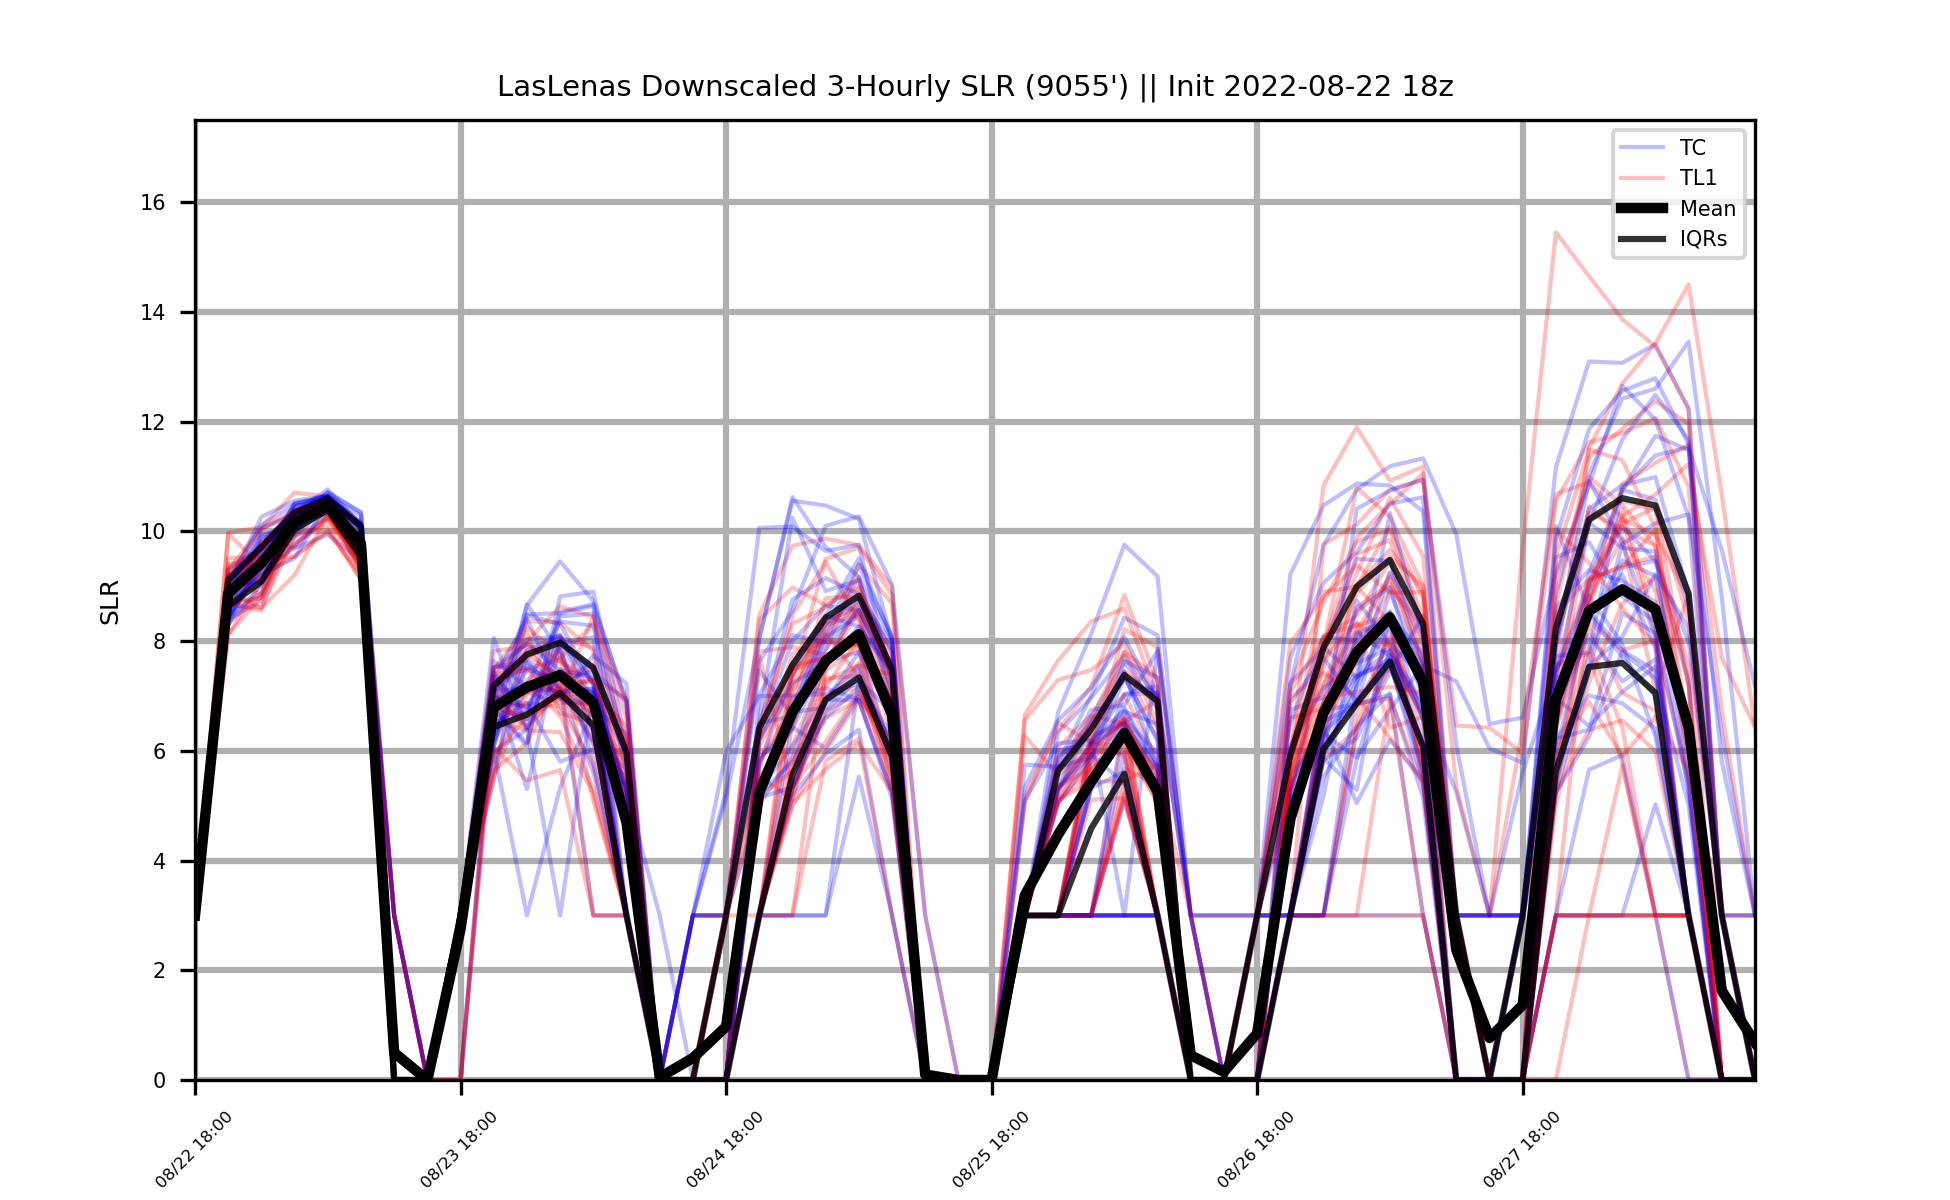 LasLenas Downscaled 3-Hourly SLR (9055') || Init 2022-08-22 18z
TC
TL1
Mean
IQRs
SLR
16
14
12
10
8
6
4
2
0
08/22 18:00
08/23 18:00
08/24 18:00
08/25 18:00
08/26 18:00
08/27 18:00